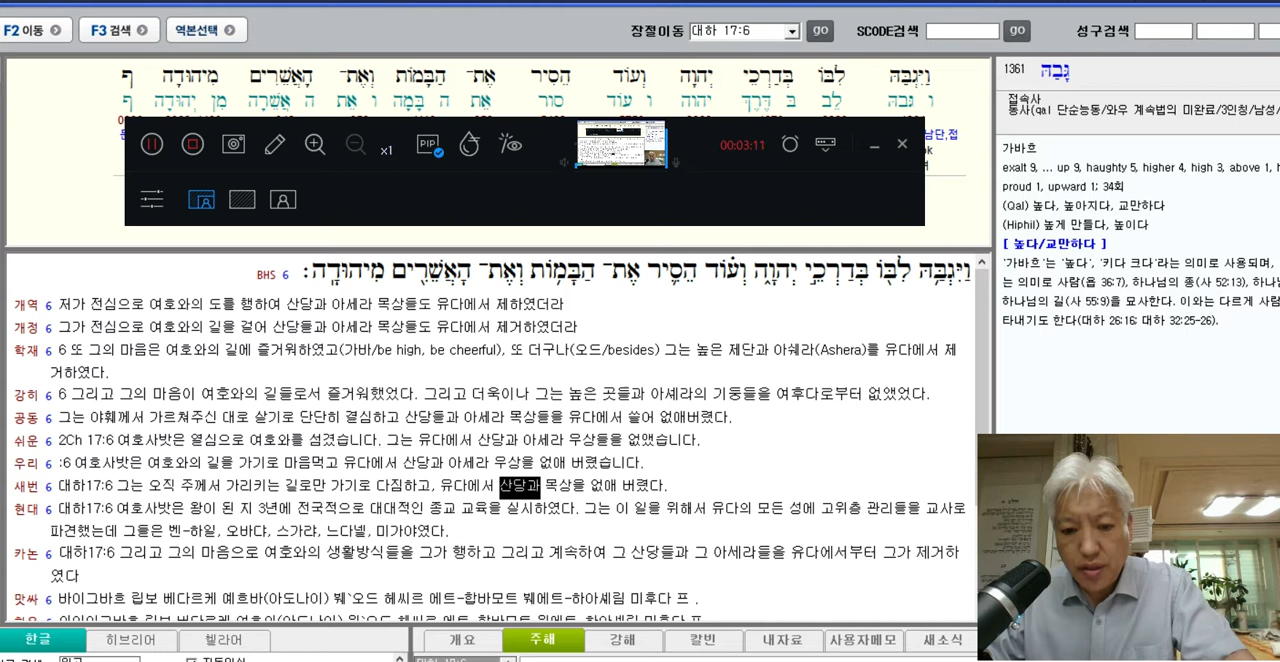 F2 이동 F3 검색 역본선택 장절이동 대하 17:6 go SCODE검색 go 성구검색
וַיִּגְבַּהּ לִבּוֹ בְּדַרְכֵי יְהוָה וְעוֹד הֵסִיר אֶת־ הַבָּמוֹת וְאֶת־ הָאֲשֵׁרִים מִיהוּדָה ף
ו גבהּ לֵב בּ דֶּרֶךְ יהוה ו עוֹד סור אֵת ה בָּמָה ו אֵת ה אֲשֵׁרָה מִן יְהוּדָה ף
남단,접
x1 PIP 00:03:11
BHS 6 וַיִּגְבַּ֥הּ לִבּ֖וֹ בְּדַרְכֵ֣י יְהוָ֑ה וְע֗וֹד הֵסִ֛יר אֶת־ הַבָּמ֥וֹת וְאֶת־ הָאֲשֵׁרִ֖ים מִיהוּדָֽה׃
개역 6 저가 전심으로 여호와의 도를 행하여 산당과 아세라 목상들도 유다에서 제하였더라
개정 6 그가 전심으로 여호와의 길을 걸어 산당들과 아세라 목상들도 유다에서 제거하였더라
학재 6 6 또 그의 마음은 여호와의 길에 즐거워하였고(가바/be high, be cheerful), 또 더구나(오드/besides) 그는 높은 제단과 아쉐라(Ashera)를 유다에서 제
거하였다.
강히 6 6 그리고 그의 마음이 여호와의 길들로서 즐거워했었다. 그리고 더욱이나 그는 높은 곳들과 아셰라의 기둥들을 여후다로부터 없앴었다.
공동 6 그는 야훼께서 가르쳐주신 대로 살기로 단단히 결심하고 산당들과 아세라 목상들을 유다에서 쓸어 없애버렸다.
쉬운 6 2Ch 17:6 여호사밧은 열심으로 여호와를 섬겼습니다. 그는 유다에서 산당과 아세라 우상들을 없앴습니다.
우리 6 :6 여호사밧은 여호와의 길을 가기로 마음먹고 유다에서 산당과 아세라 우상을 없애 버렸습니다.
새번 6 대하17:6 그는 오직 주께서 가리키는 길로만 가기로 다짐하고, 유다에서 산당과 목상을 없애 버렸다.
현대 6 대하17:6 여호사밧은 왕이 된 지 3년에 전국적으로 대대적인 종교 교육을 실시하였다. 그는 이 일을 위해서 유다의 모든 성에 고위층 관리들을 교사로
파견했는데 그들은 벤-하일, 오바댜, 스가랴, 느다넬, 미가야였다.
카논 6 대하17:6 그리고 그의 마음으로 여호와의 생활방식들을 그가 행하고 그리고 계속하여 그 산당들과 그 아세라들을 유다에서부터 그가 제거하
였다
맛싸 6 바이그바흐 립보 베다르케 예흐바(아도나이) 붸`오드 헤씨르 에트-합바모트 붸에트-하아셰림 미후다 프 .
한글 히브리어 헬라어 개요 주해 강해 칼빈 내자료 사용자메모 새소식
1361 גָּבַהּ
접속사
동사(qal 단순능동/와우 계속법의 미완료/3인칭/남성/
가바흐
exalt 9, ... up 9, haughty 5, higher 4, high 3, above 1,
proud 1, upward 1; 34회
(Qal) 높다, 높아지다, 교만하다
(Hiphil) 높게 만들다, 높이다
[ 높다/교만하다 ]
'가바흐'는 '높다', '키다 크다'라는 의미로 사용되며,
는 의미로 사람(욥 36:7), 하나님의 종(사 52:13), 하나
하나님의 길(사 55:9)을 묘사한다. 이와는 다르게 사람
타내기도 한다(대하 26:16; 대하 32:25-26).